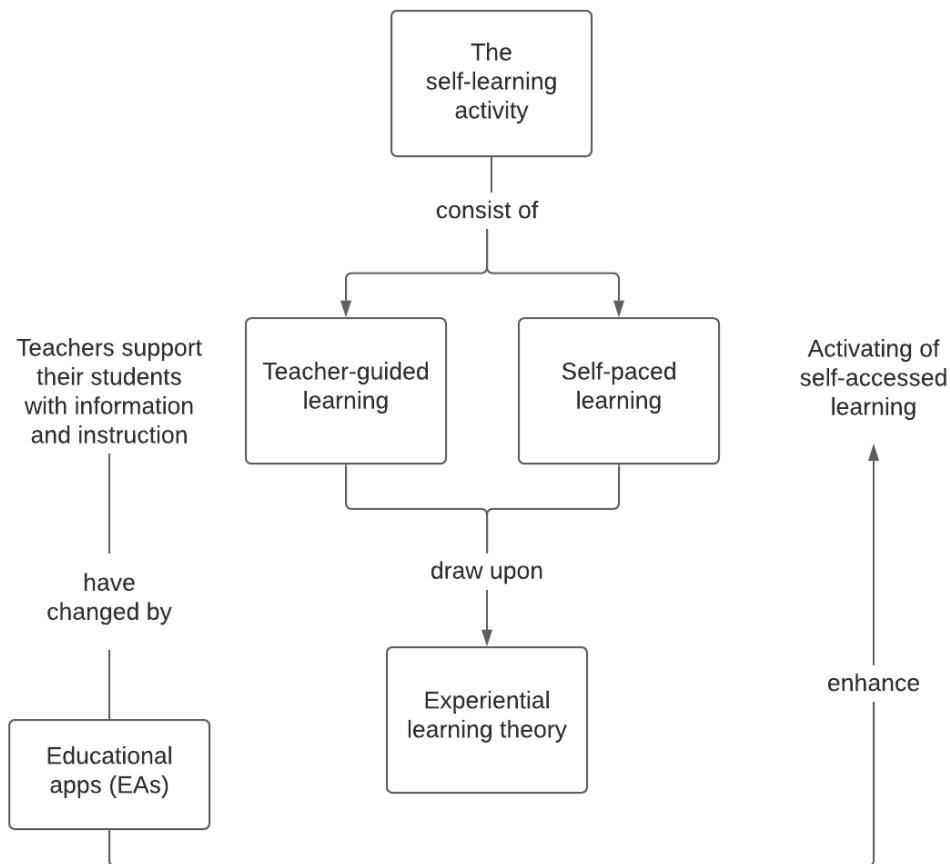 The
self-learning
activity
consist of
Teacher-guided
learning
Self-paced
learning
draw upon
Experiential
learning theory
Teachers support
their students
with information
and instruction
have
changed by
Educational
apps (EAs)
enhance
Activating of
self-accessed
learning